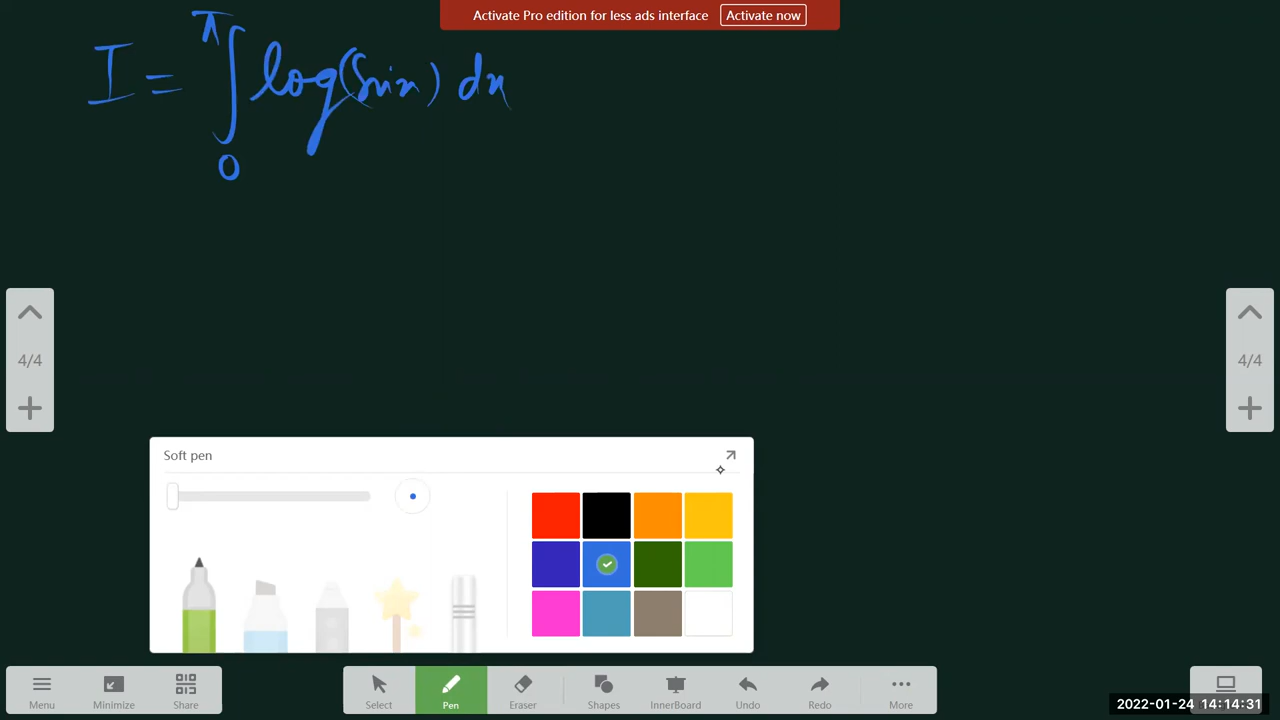 Activate Pro edition for less ads interface Activate now
π
I = ∫ log(sinx) dx
0
4/4
4/4
Soft pen
Menu Minimize Share Select Pen Eraser Shapes InnerBoard Undo Redo More
2022-01-24 14:14:31